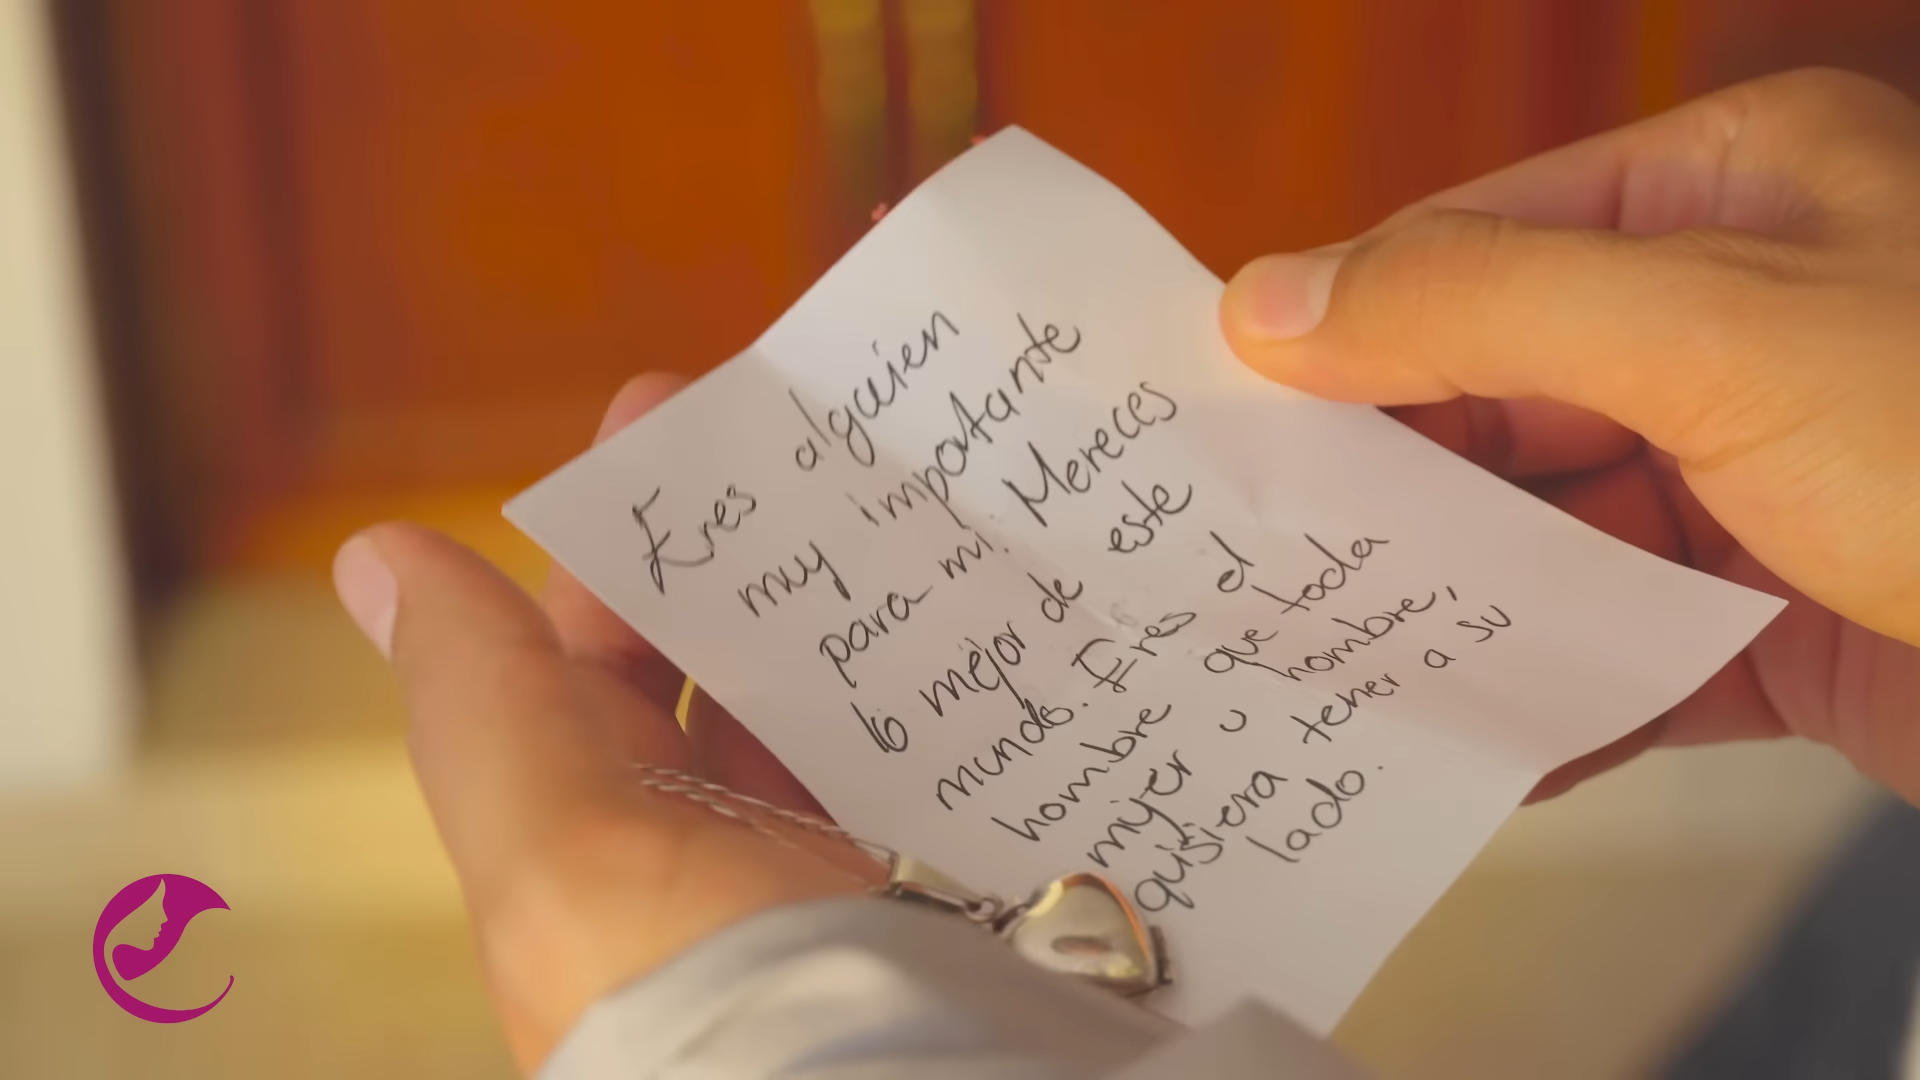 Eres alguien
muy importante
para mí. Mereces
lo mejor de este
mundo. Eres el
hombre que toda
mujer u hombre,
quisiera tener a su
lado.